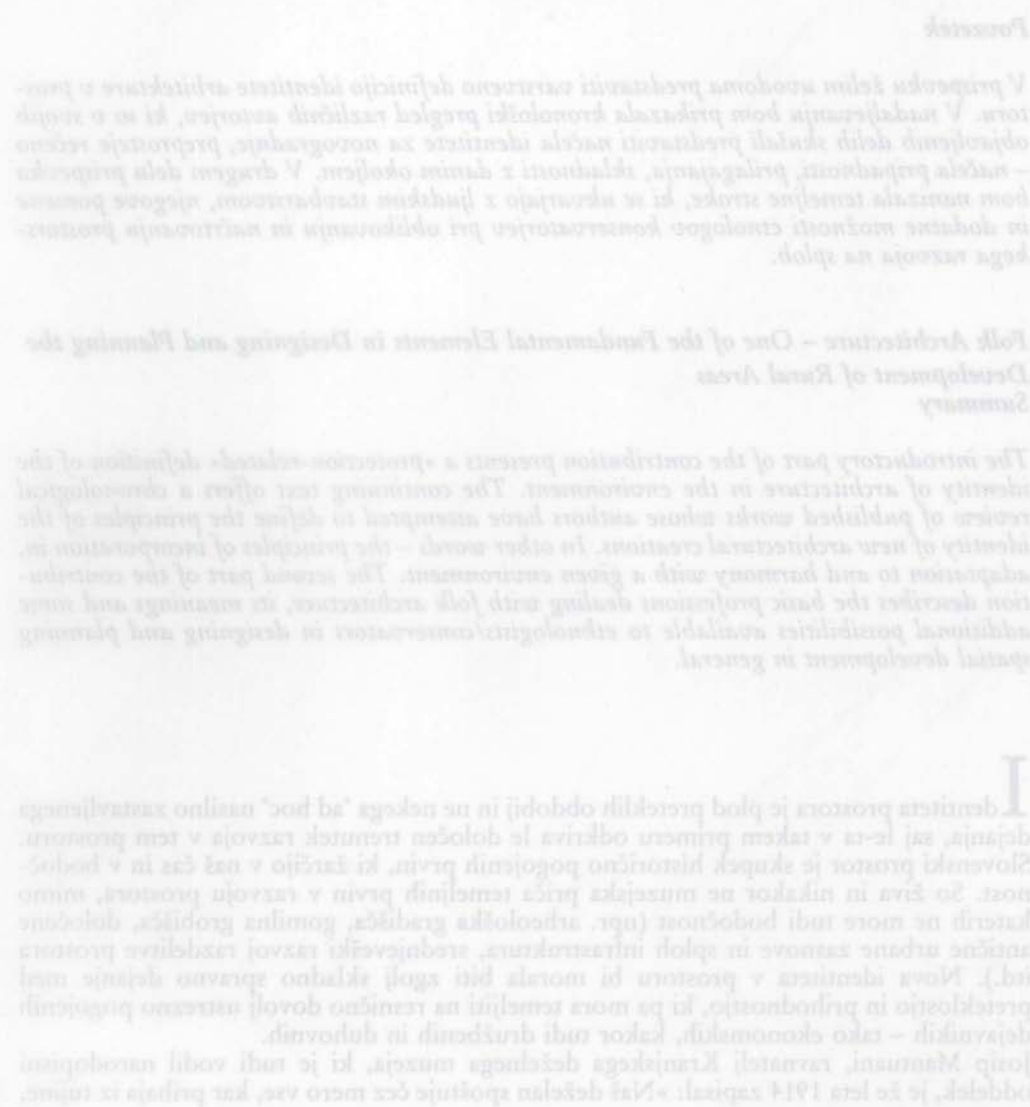 Povzetek
V prispevku želim uvodoma predstaviti varstveno definicijo identitete arhitekture v pros-
toru. V nadaljevanju bom prikazala kronološki pregled različnih avtorjev, ki so v svojih
objavljenih delih skušali predstaviti načela identitete za novogradnje, preprosteje rečeno
– načela pripadnosti, prilagajanja, skladnosti z danim okoljem. V drugem delu prispevka
bom nanizala temeljne stroke, ki se ukvarjajo z ljudskim stavbarstvom, njegove pomene
in dodatne možnosti etnologov konservatorjev pri oblikovanju in načrtovanju prostors-
kega razvoja na sploh.
Folk Architecture – One of the Fundamental Elements in Designing and Planning the
Development of Rural Areas
Summary
The introductory part of the contribution presents a »protection-related« definition of the
identity of architecture in the environment. The continuing text offers a chronological
review of published works whose authors have attempted to define the principles of the
identity of new architectural creations. In other words – the principles of incorporation in,
adaptation to and harmony with a given environment. The second part of the contribu-
tion describes the basic professions dealing with folk architecture, its meanings and some
additional possibilities available to ethnologists/conservators in designing and planning
spatial development in general.
Identiteta prostora je plod preteklih obdobij in ne nekega "ad hoc" nasilno zastavljenega
dejanja, saj le-ta v takem primeru odkriva le določen trenutek razvoja v tem prostoru.
Slovenski prostor je skupek historično pogojenih prvin, ki žarčijo v naš čas in v bodoč-
nost. So živa in nikakor ne muzejska priča temeljnih prvin v razvoju prostora, mimo
katerih ne more tudi bodočnost (npr. arheološka gradišča, gomilna grobišča, določene
antične urbane zasnove in sploh infrastruktura, srednjeveški razvoj razdelitve prostora
itd.). Nova identiteta v prostoru bi morala biti zgolj skladno spravno dejanje med
preteklostjo in prihodnostjo, ki pa mora temeljiti na resnično dovolj ustrezno pogojenih
dejavnikih – tako ekonomskih, kakor tudi družbenih in duhovnih.
Josip Mantuani, ravnatelj Kranjskega deželnega muzeja, ki je tudi vodil narodopisni
oddelek, je že leta 1914 zapisal: »Naš deželan spoštuje čez mero vse, kar prihaja iz tujine.